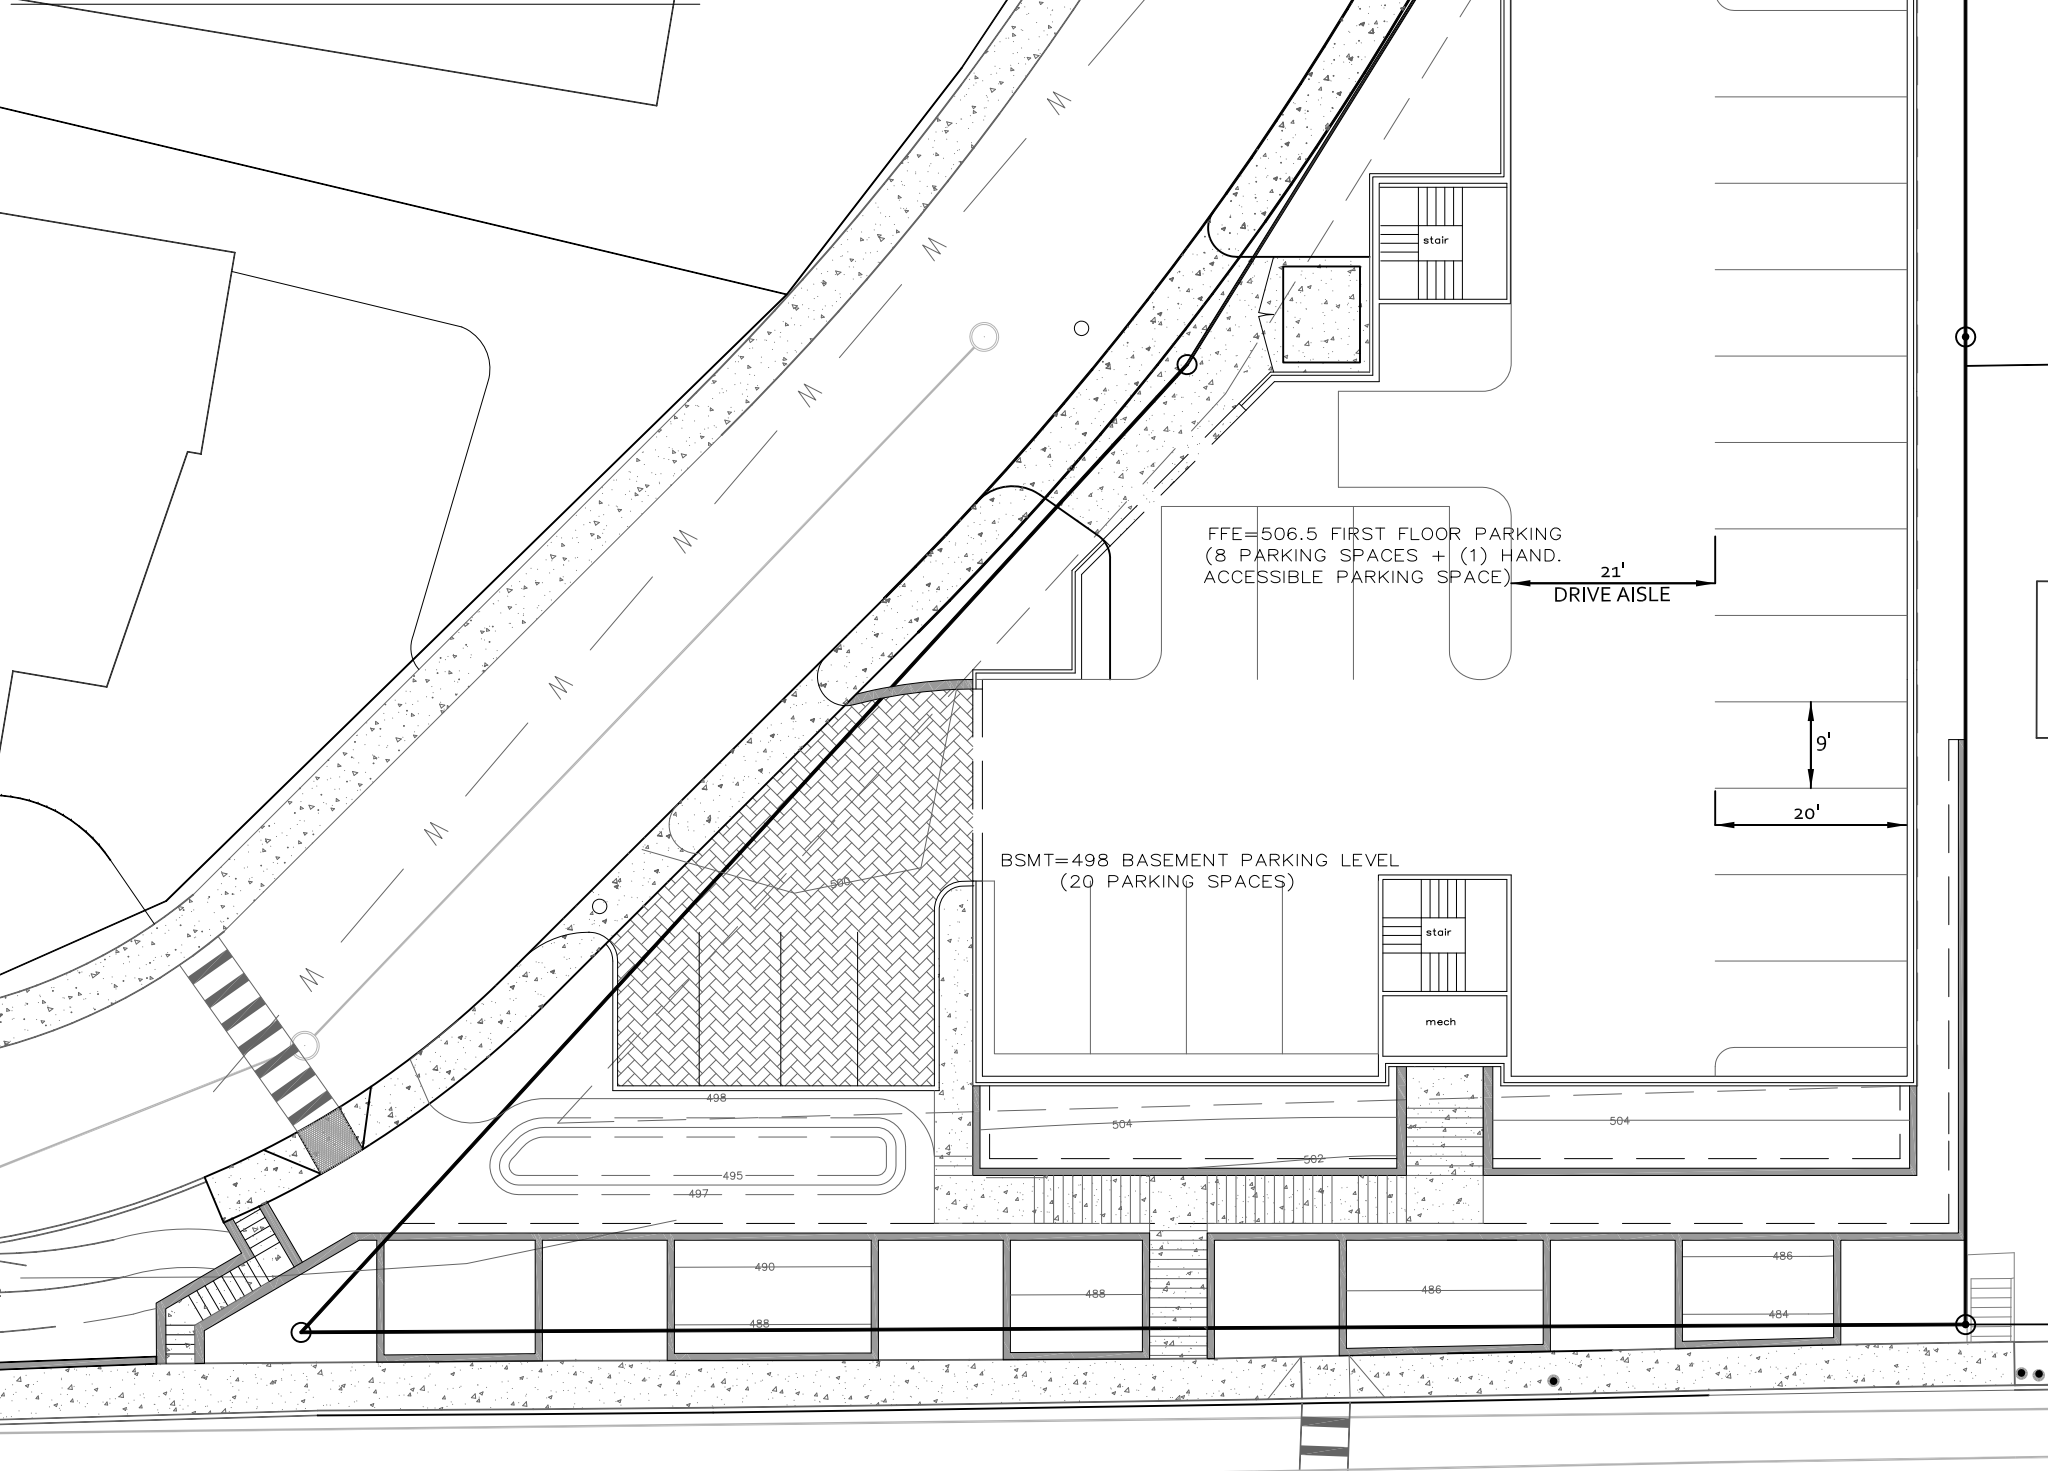 W
W
stair
W
W
FFE=506.5 FIRST FLOOR PARKING
(8 PARKING SPACES + (1) HAND.
ACCESSIBLE PARKING SPACE)
21'
DRIVE AISLE
W
W
9'
20'
W
BSMT=498 BASEMENT PARKING LEVEL
(20 PARKING SPACES)
500
stair
W
mech
498
504
504
502
495
497
490
488
488
486
486
484